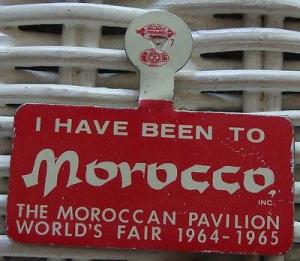 I HAVE BEEN TO
Morocco,
INC.
THE MOROCCAN PAVILION
WORLD'S FAIR 1964-1965